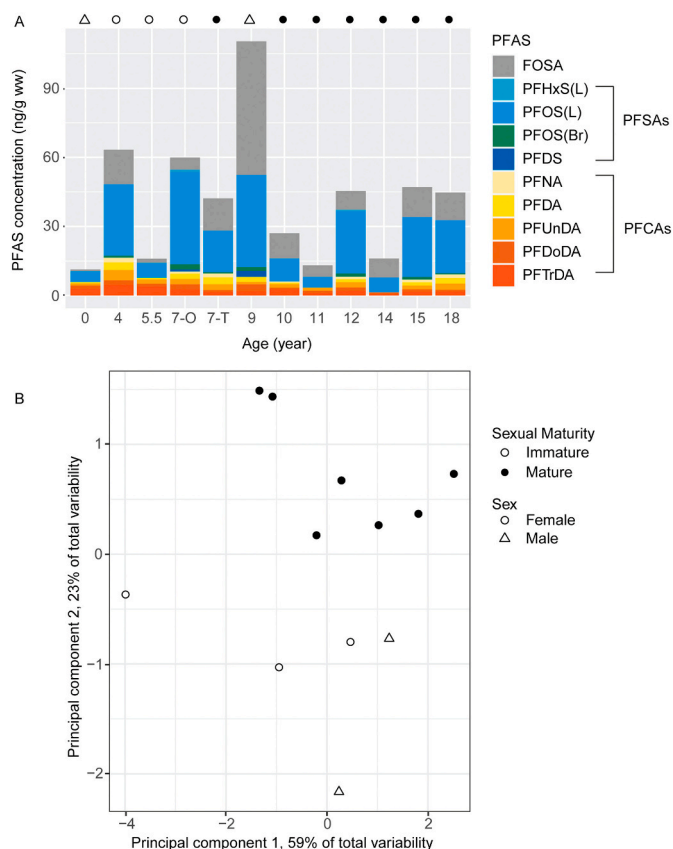 A
PFAS concentration (ng/g ww)
90
60
30
0
0 4 5.5 7-O 7-T 9 10 11 12 14 15 18
Age (year)
PFAS
FOSA
PFHxS(L)
PFOS(L)
PFOS(Br)
PFDS
PFNA
PFDA
PFUnDA
PFDoDA
PFTrDA
PFSAs
PFCAs
B
Principal component 2, 23% of total variability
1
0
−1
−2
−4 −2 0 2
Principal component 1, 59% of total variability
Sexual Maturity
Immature
Mature
Sex
Female
Male